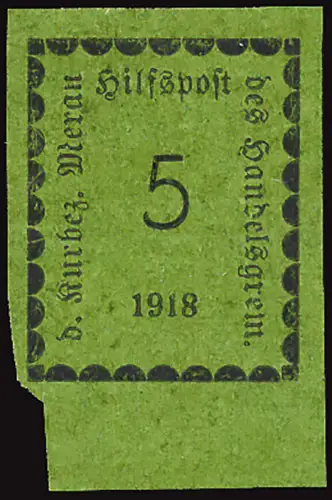 Hilfspost
des Handelsgrem.
d. Kurbez. Meran
5
1918